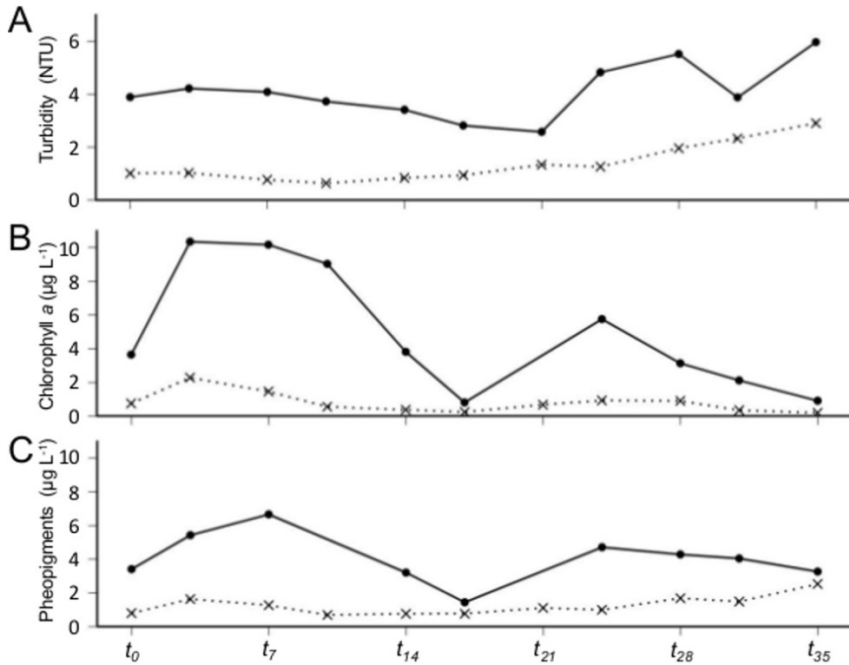 A
Turbidity (NTU)
6
4
2
0
B
Chlorophyll a (µg L-1)
10
8
6
4
2
0
C
Pheopigments (µg L-1)
10
8
6
4
2
0
t0 t7 t14 t21 t28 t35